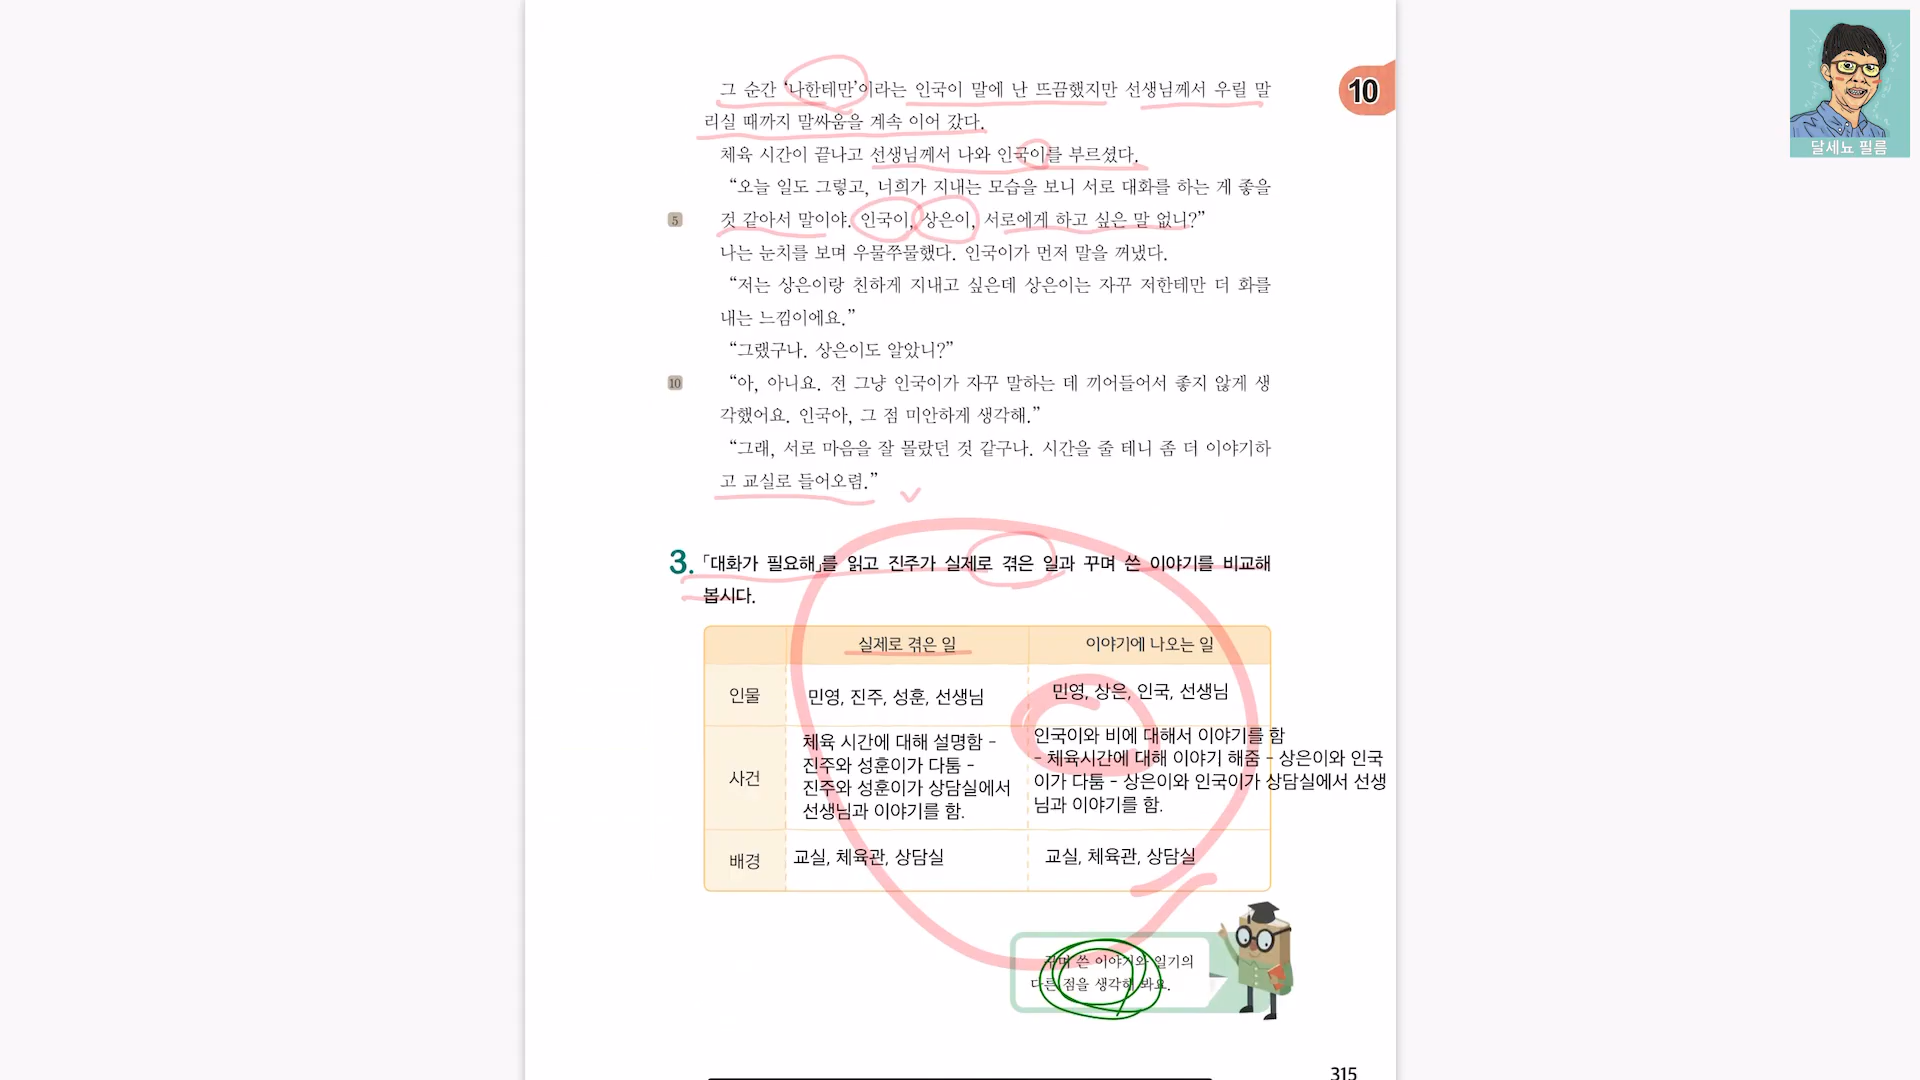 그 순간 ‘나한테만’이라는 인국이 말에 난 뜨끔했지만 선생님께서 우릴 말
리실 때까지 말싸움을 계속 이어 갔다.
체육 시간이 끝나고 선생님께서 나와 인국이를 부르셨다.
“오늘 일도 그렇고, 너희가 지내는 모습을 보니 서로 대화를 하는 게 좋을
5 것 같아서 말이야. 인국이, 상은이, 서로에게 하고 싶은 말 없니?”
나는 눈치를 보며 우물쭈물했다. 인국이가 먼저 말을 꺼냈다.
“저는 상은이랑 친하게 지내고 싶은데 상은이는 자꾸 저한테만 더 화를
내는 느낌이에요.”
“그랬구나. 상은이도 알았니?”
10 “아, 아니요. 전 그냥 인국이가 자꾸 말하는 데 끼어들어서 좋지 않게 생
각했어요. 인국아, 그 점 미안하게 생각해.”
“그래, 서로 마음을 잘 몰랐던 것 같구나. 시간을 줄 테니 좀 더 이야기하
고 교실로 들어오렴.”
10
달세뇨 필름
3. 「대화가 필요해」를 읽고 진주가 실제로 겪은 일과 꾸며 쓴 이야기를 비교해
봅시다.
실제로 겪은 일
이야기에 나오는 일
인물
민영, 진주, 성훈, 선생님
민영, 상은, 인국, 선생님
사건
체육 시간에 대해 설명함 -
진주와 성훈이가 다툼 -
진주와 성훈이가 상담실에서
선생님과 이야기를 함.
인국이와 비에 대해서 이야기를 함
- 체육시간에 대해 이야기 해줌 - 상은이와 인국
이가 다툼 - 상은이와 인국이가 상담실에서 선생
님과 이야기를 함.
배경
교실, 체육관, 상담실
교실, 체육관, 상담실
꾸며 쓴 이야기와 일기의
다른 점을 생각해 봐요.
315